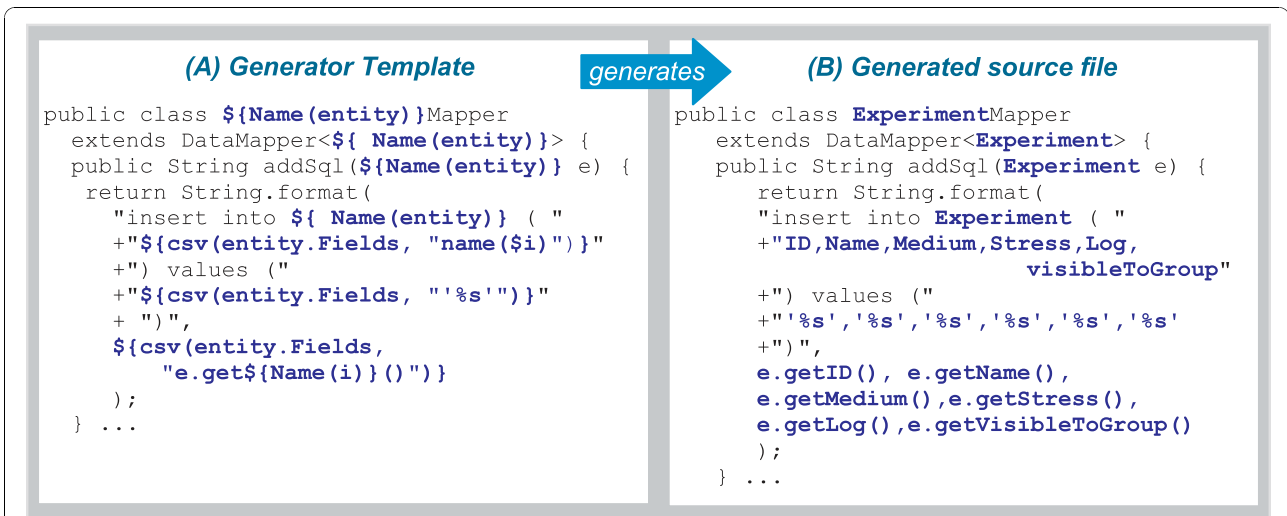 (A) Generator Template
public class ${Name(entity)}Mapper
extends DataMapper<${ Name(entity)}> {
public String addSql(${Name(entity)} e) {
return String.format(
"insert into ${ Name(entity)} ( "
+"${csv(entity.Fields, "name($i)")}"
+") values ("
+"${csv(entity.Fields, "'%s'")}"
+ ")",
${csv(entity.Fields,
"e.get${Name(i)}()")}
);
} ...
generates
(B) Generated source file
public class ExperimentMapper
extends DataMapper<Experiment> {
public String addSql(Experiment e) {
return String.format(
"insert into Experiment ( "
+"ID,Name,Medium,Stress,Log,
visibleToGroup"
+") values ("
+"'%s','%s','%s','%s','%s','%s'
+")",
e.getID(), e.getName(),
e.getMedium(),e.getStress(),
e.getLog(),e.getVisibleToGroup()
);
} ...